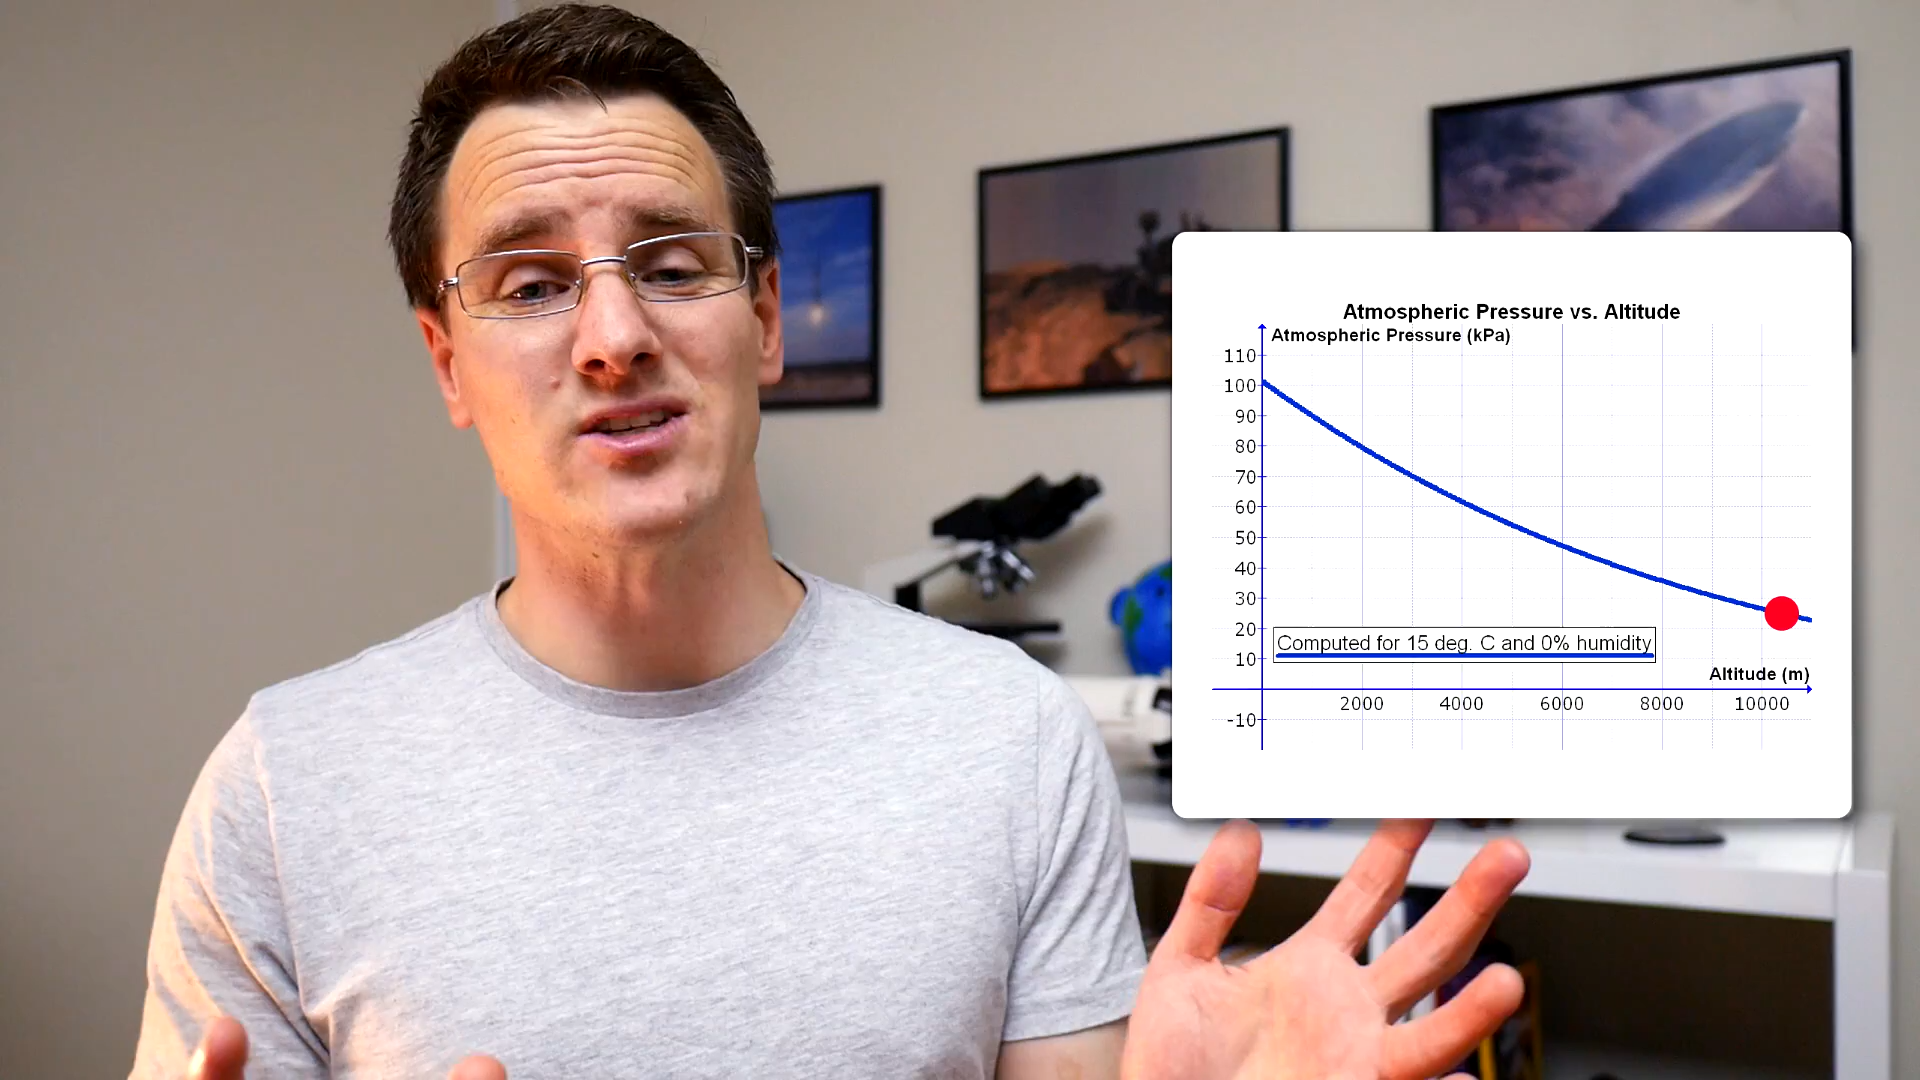 Atmospheric Pressure vs. Altitude
Atmospheric Pressure (kPa)
110
100
90
80
70
60
50
40
30
20
10
-10
Computed for 15 deg. C and 0% humidity
Altitude (m)
2000 4000 6000 8000 10000